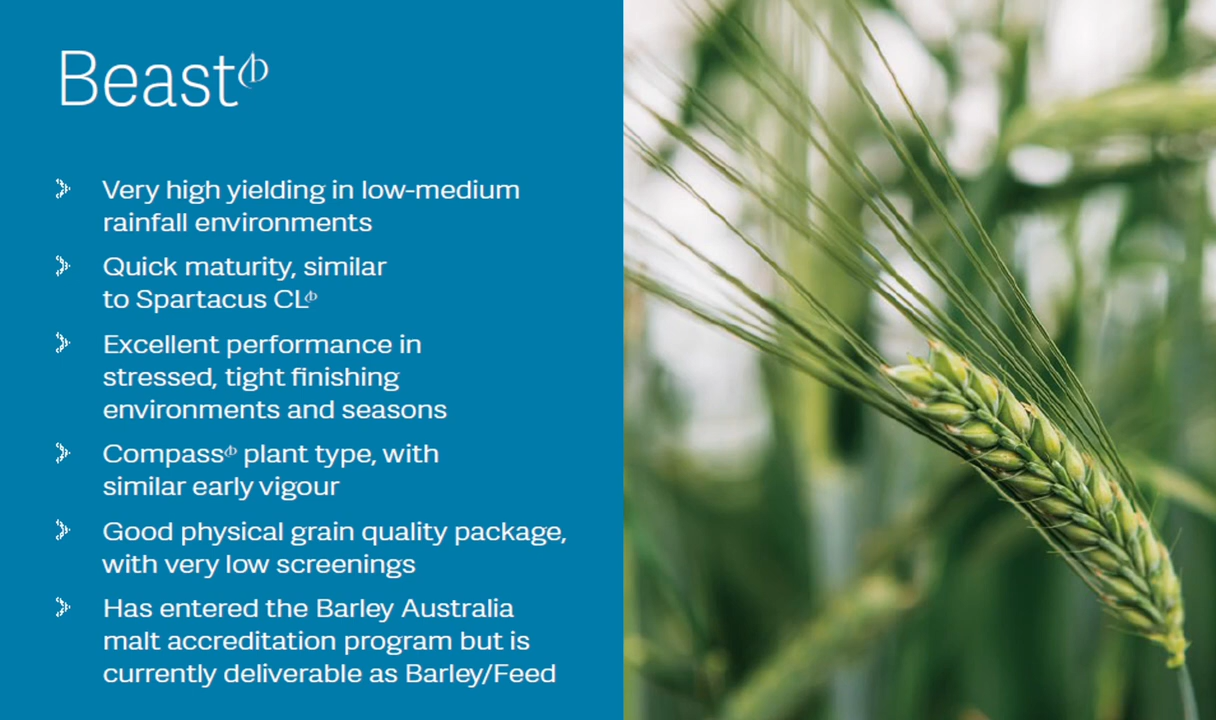 Beast
Very high yielding in low-medium
rainfall environments
Quick maturity, similar
to Spartacus CL
Excellent performance in
stressed, tight finishing
environments and seasons
Compass plant type, with
similar early vigour
Good physical grain quality package,
with very low screenings
Has entered the Barley Australia
malt accreditation program but is
currently deliverable as Barley/Feed